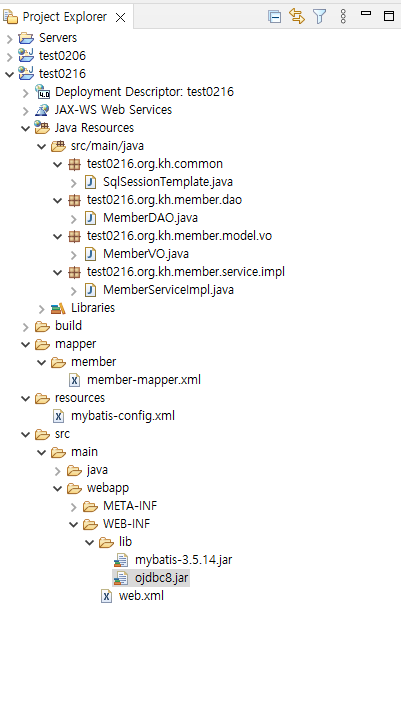 Project Explorer
Servers
test0206
test0216
Deployment Descriptor: test0216
JAX-WS Web Services
Java Resources
src/main/java
test0216.org.kh.common
SqlSessionTemplate.java
test0216.org.kh.member.dao
MemberDAO.java
test0216.org.kh.member.model.vo
MemberVO.java
test0216.org.kh.member.service.impl
MemberServiceImpl.java
Libraries
build
mapper
member
member-mapper.xml
resources
mybatis-config.xml
src
main
java
webapp
META-INF
WEB-INF
lib
mybatis-3.5.14.jar
ojdbc8.jar
web.xml